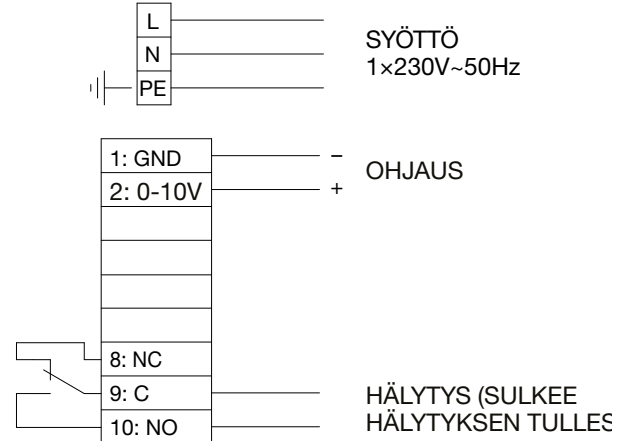 L
N
PE
SYÖTTÖ
1×230V~50Hz
1: GND
2: 0-10V
−
+
OHJAUS
8: NC
9: C
10: NO
HÄLYTYS (SULKEE
HÄLYTYKSEN TULLES